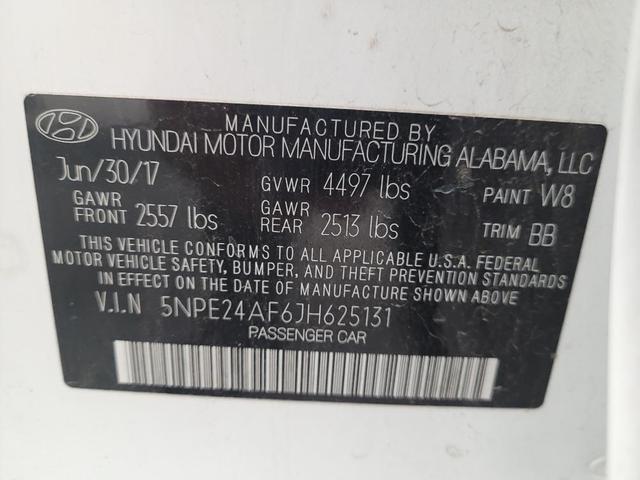 MANUFACTURED BY
HYUNDAI MOTOR MANUFACTURING ALABAMA, LLC
Jun/30/17 GVWR 4497 lbs PAINT W8
GAWR FRONT 2557 lbs GAWR REAR 2513 lbs TRIM BB
THIS VEHICLE CONFORMS TO ALL APPLICABLE U.S.A. FEDERAL
MOTOR VEHICLE SAFETY, BUMPER, AND THEFT PREVENTION STANDARDS
IN EFFECT ON THE DATE OF MANUFACTURE SHOWN ABOVE
V.I.N 5NPE24AF6JH625131
PASSENGER CAR